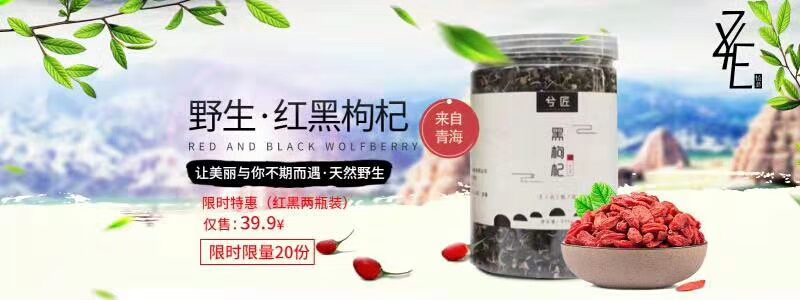 野生·红黑枸杞
RED AND BLACK WOLFBERRY
让美丽与你不期而遇·天然野生
限时特惠（红黑两瓶装）
仅售：39.9¥
限时限量20份
来自
青海
兮匠
黑枸杞